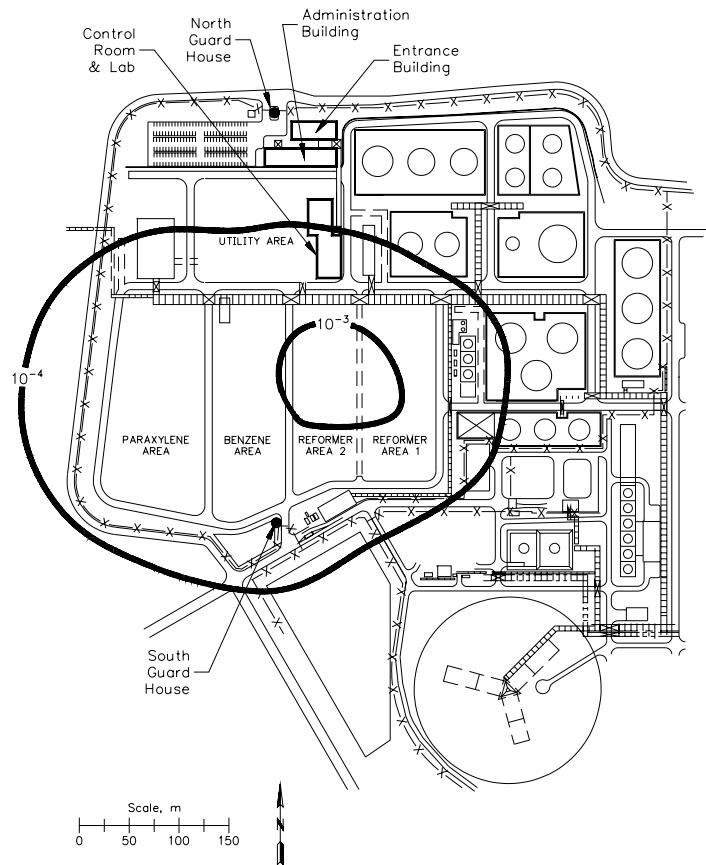 North
Guard
House
Administration
Building
Control
Room
& Lab
Entrance
Building
UTILITY AREA
10-3
10-4
PARAXYLENE
AREA
BENZENE
AREA
REFORMER
AREA 2
REFORMER
AREA 1
South
Guard
House
Scale, m
0 50 100 150
N